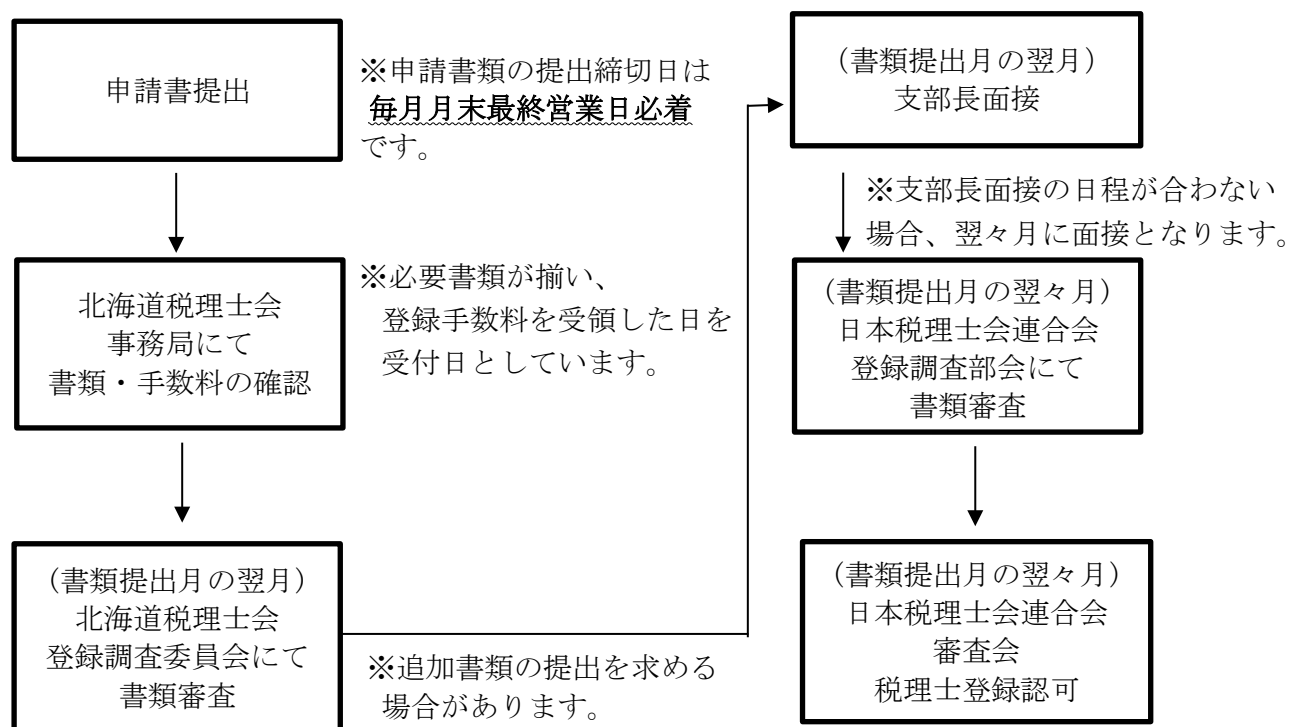 申請書提出
※申請書類の提出締切日は
毎月月末最終営業日必着
です。
北海道税理士会
事務局にて
書類・手数料の確認
※必要書類が揃い、
登録手数料を受領した日を
受付日としています。
(書類提出月の翌月)
北海道税理士会
登録調査委員会にて
書類審査
※追加書類の提出を求める
場合があります。
(書類提出月の翌月)
支部長面接
※支部長面接の日程が合わない
場合、翌々月に面接となります。
(書類提出月の翌々月)
日本税理士会連合会
登録調査部会にて
書類審査
(書類提出月の翌々月)
日本税理士会連合会
審査会
税理士登録認可